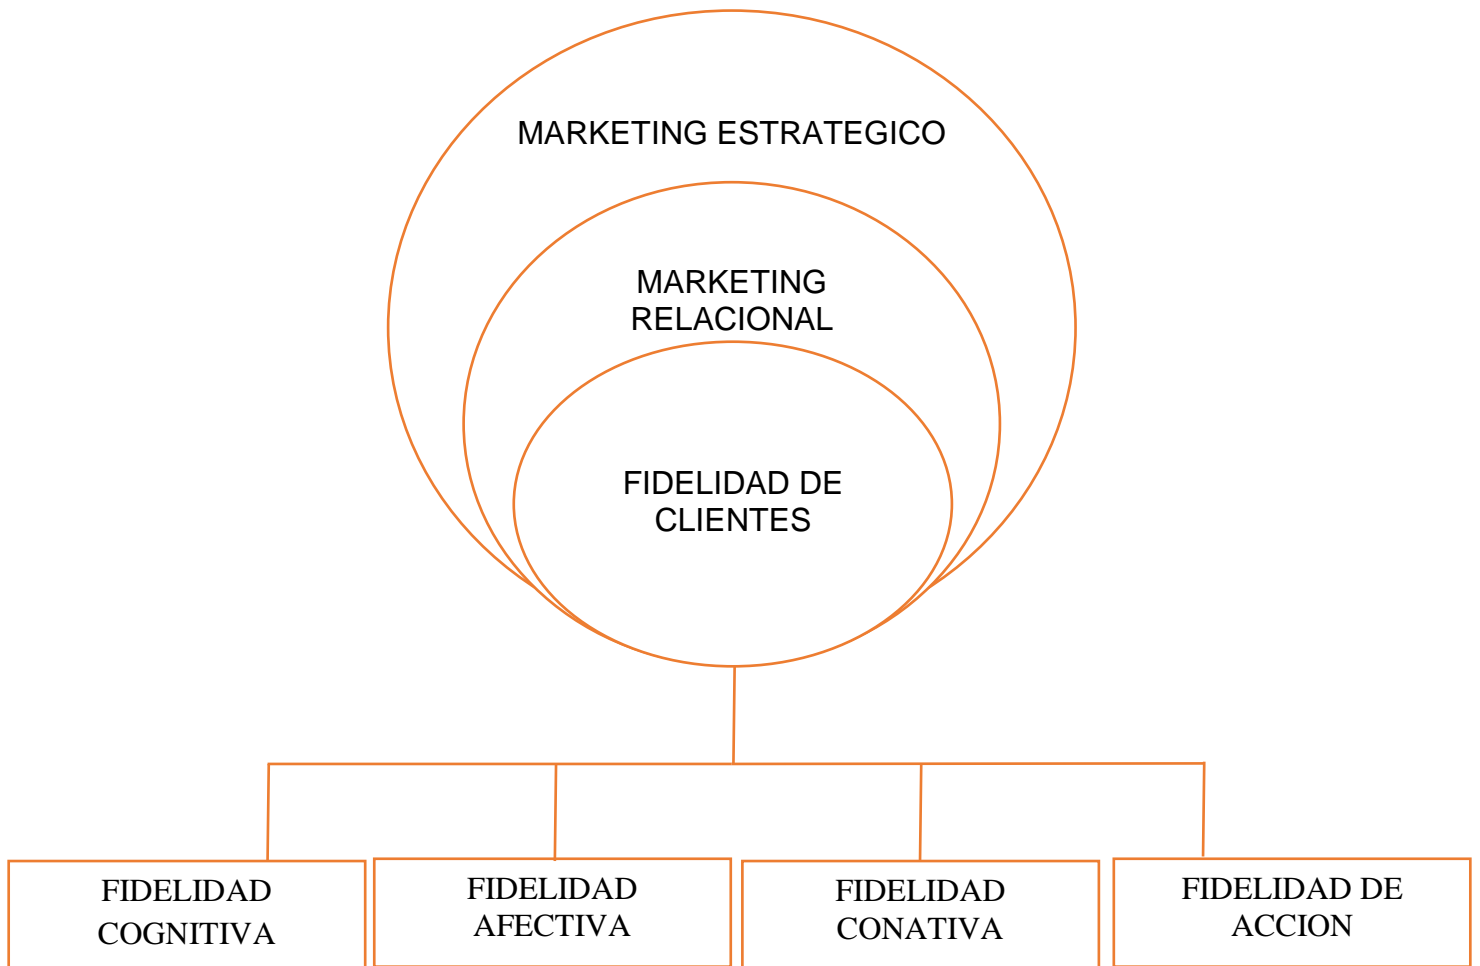 MARKETING ESTRATEGICO
MARKETING
RELACIONAL
FIDELIDAD DE
CLIENTES
FIDELIDAD
COGNITIVA
FIDELIDAD
AFECTIVA
FIDELIDAD
CONATIVA
FIDELIDAD DE
ACCION